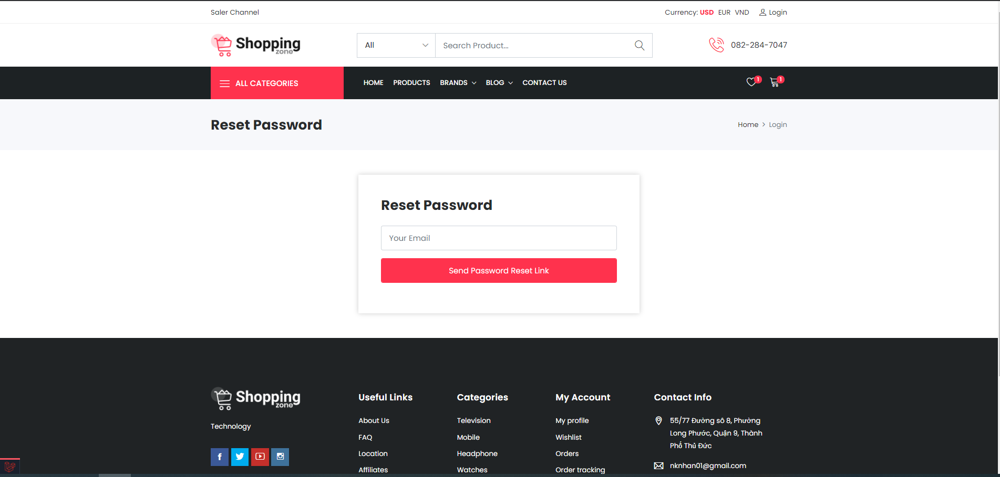 Saler Channel
Currency: USD EUR VND Login
Shopping
zone
All
Search Product...
082-284-7047
ALL CATEGORIES
HOME PRODUCTS BRANDS BLOG CONTACT US
1 1
Reset Password
Home > Login
Reset Password
Your Email
Send Password Reset Link
Shopping
zone
Technology
Useful Links
About Us
FAQ
Location
Affiliates
Categories
Television
Mobile
Headphone
Watches
My Account
My profile
Wishlist
Orders
Order tracking
Contact Info
55/77 Đường số 8, Phường
Long Phước, Quận 9, Thành
Phố Thủ Đức
nknhan01@gmail.com